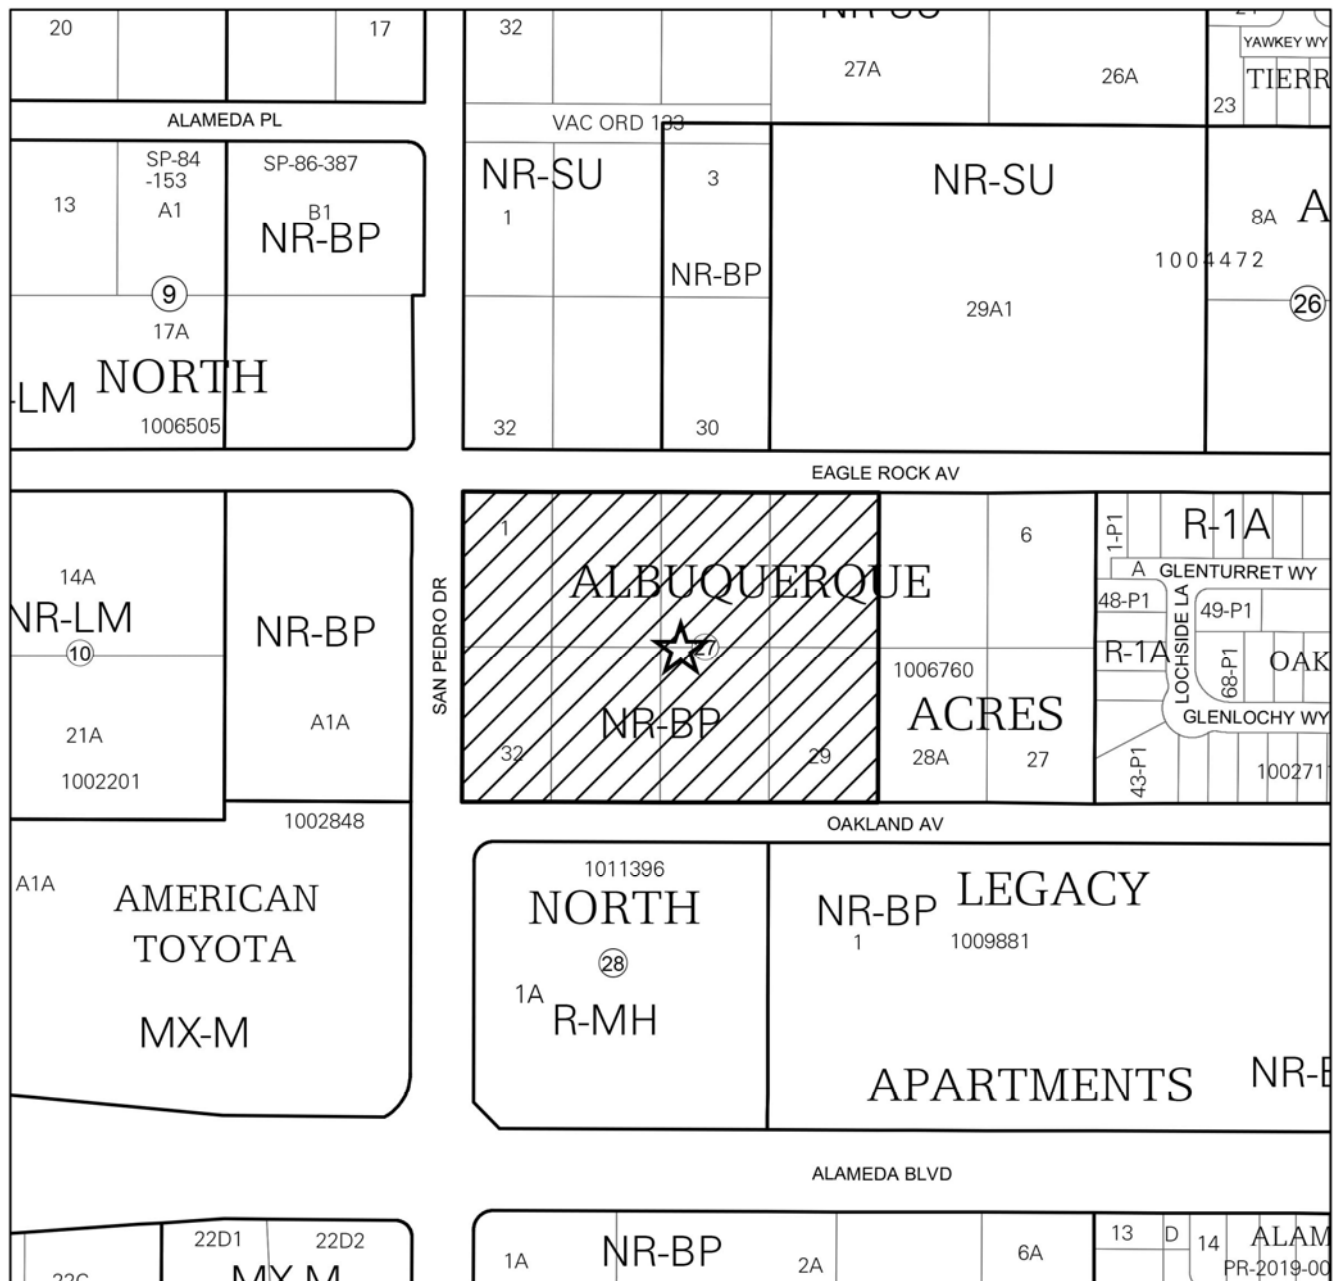 20
17
32
NR-SU
27A
26A
YAWKEY WY
TIERR
23
ALAMEDA PL
VAC ORD 133
SP-84
-153
A1
SP-86-387
B1
NR-BP
13
NR-SU
1
3
NR-BP
NR-SU
8A
A
1004472
9
26
17A
29A1
-LM
NORTH
1006505
32
30
EAGLE ROCK AV
1
6
1-P1
R-1A
14A
ALBUQUERQUE
A
GLENTURRET WY
NR-LM
NR-BP
SAN PEDRO DR
48-P1
49-P1
10
27
R-1A
LOCHSIDE LA
68-P1
OAK
1006760
21A
A1A
NR-BP
ACRES
GLENLOCHY WY
1002201
32
29
28A
27
43-P1
100271
1002848
OAKLAND AV
A1A
AMERICAN
TOYOTA
MX-M
1011396
NORTH
28
1A
R-MH
NR-BP
LEGACY
1
1009881
APARTMENTS
NR-B
ALAMEDA BLVD
22D1
22D2
22C
MX-M
1A
NR-BP
2A
6A
13
D
14
ALAM
PR-2019-00